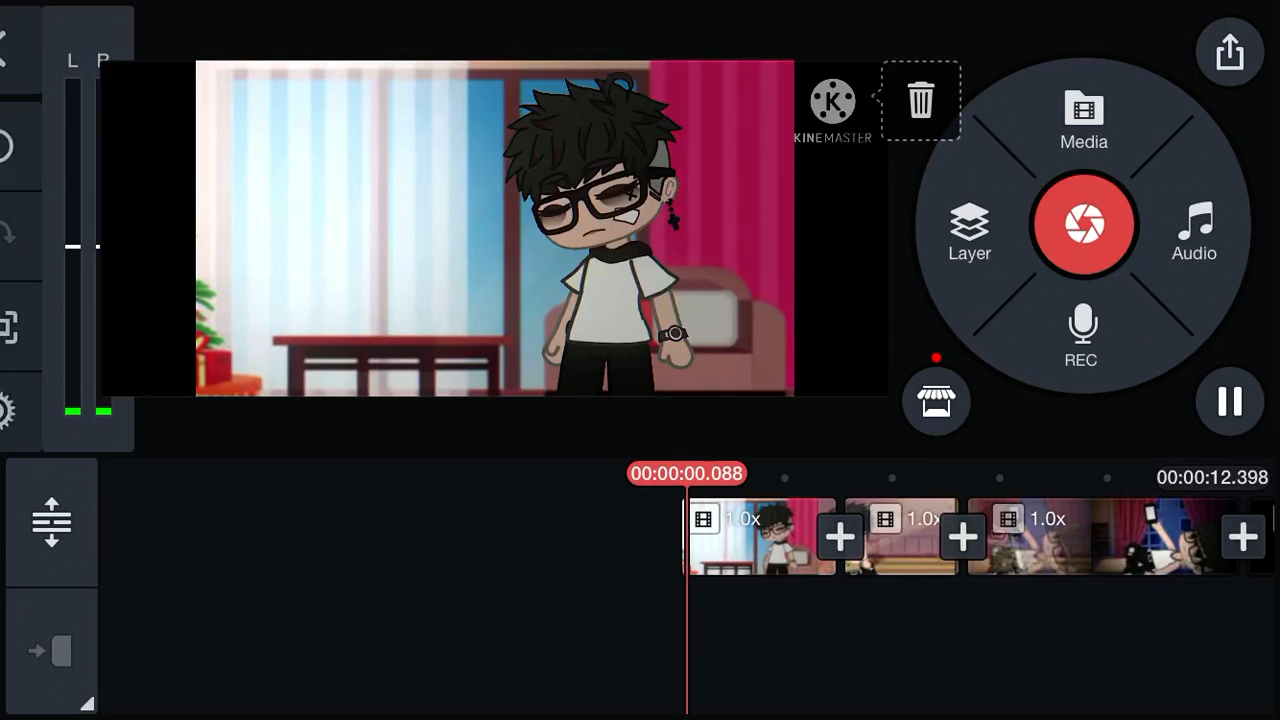 L R
K
KINEMASTER
Media
Layer
Audio
REC
00:00:00.088
00:00:12.398
1.0x
1.0x
1.0x